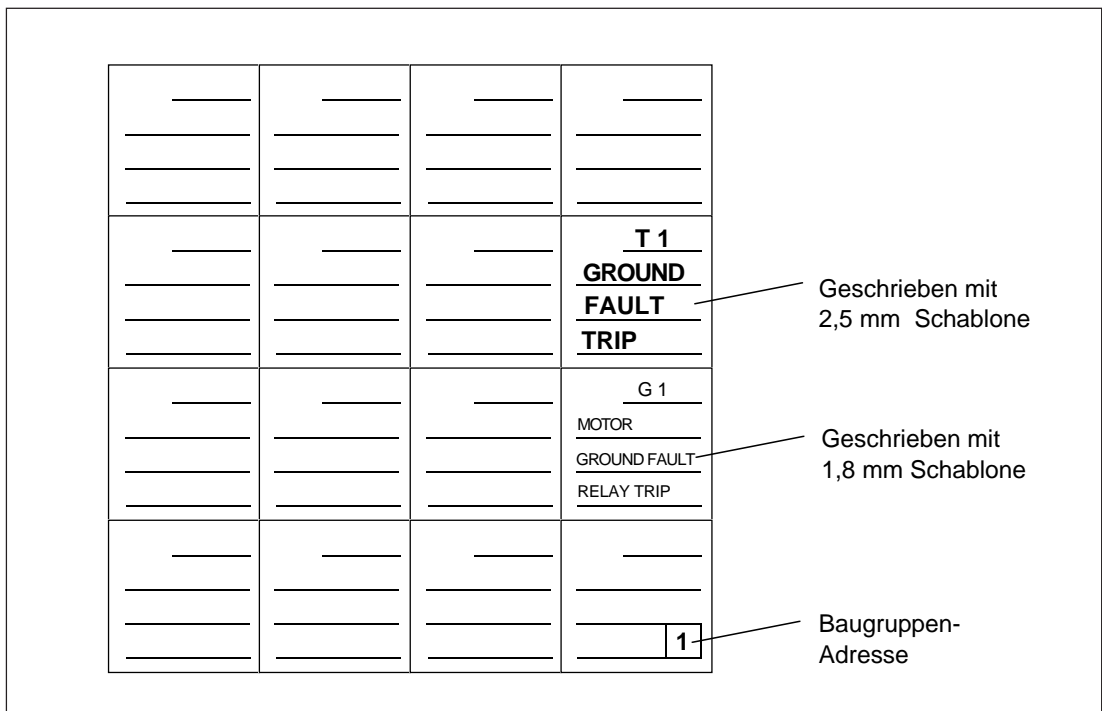 T 1
GROUND
FAULT
TRIP
Geschrieben mit
2,5 mm Schablone
G 1
MOTOR
GROUND FAULT
RELAY TRIP
Geschrieben mit
1,8 mm Schablone
1
Baugruppen-
Adresse